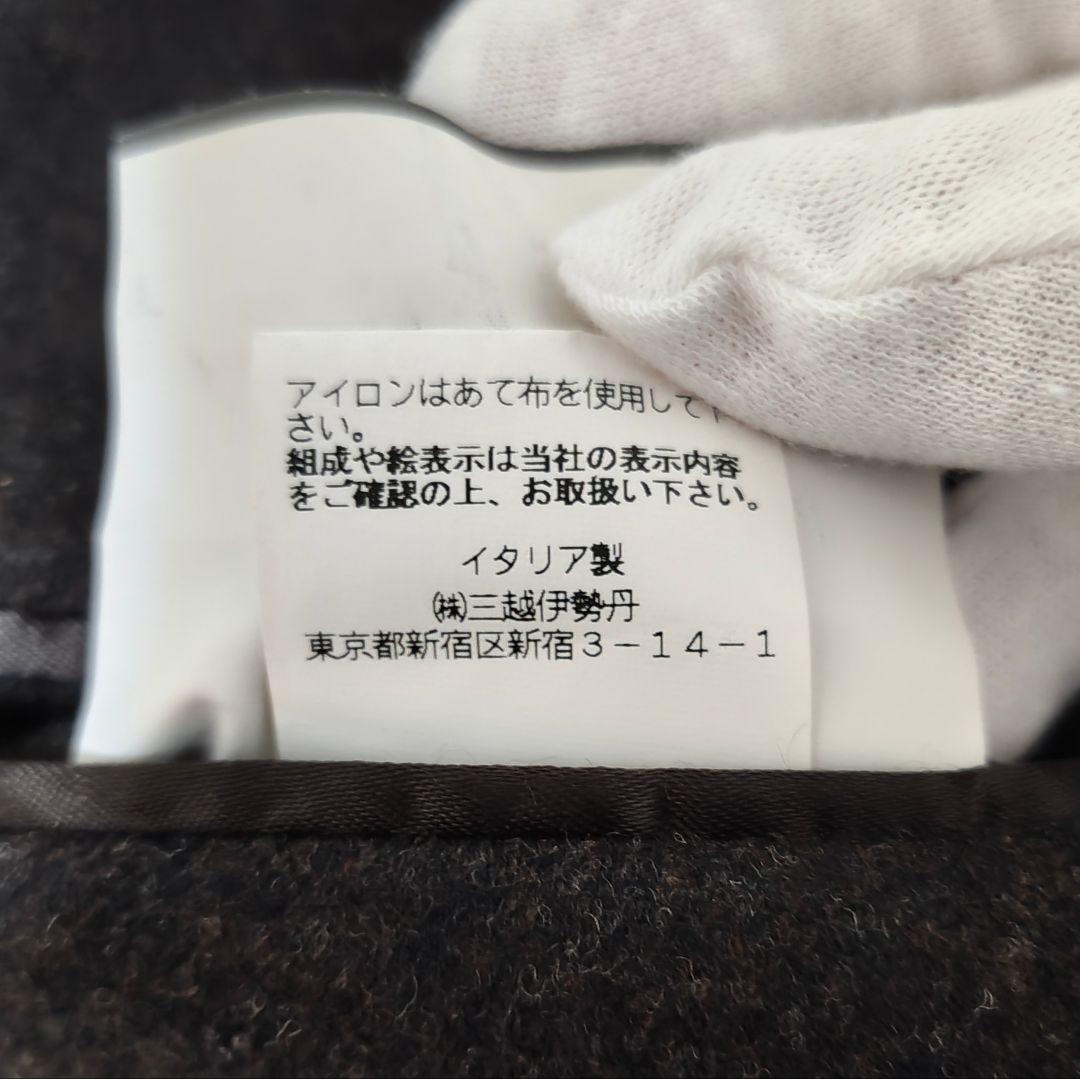 アイロンはあて布を使用して下
さい。
組成や絵表示は当社の表示内容
をご確認の上、お取扱い下さい。
イタリア製
㈱三越伊勢丹
東京都新宿区新宿３－１４－１